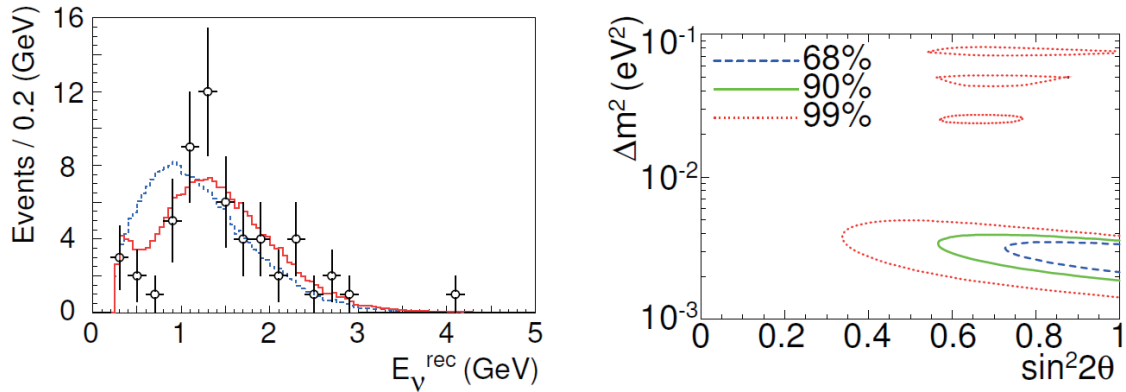 Events / 0.2 (GeV)
16
12
8
4
0
0 1 2 3 4 5
E_ν^rec (GeV)
Δm² (eV²)
10⁻¹
10⁻²
10⁻³
68%
90%
99%
0 0.2 0.4 0.6 0.8 1
sin²2θ